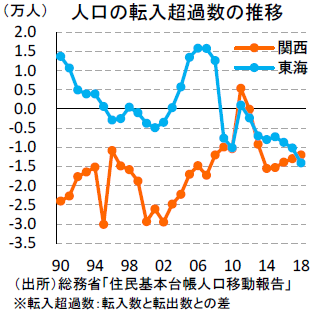 (万人)
人口の転入超過数の推移
2.0
1.5
1.0
0.5
0.0
-0.5
-1.0
-1.5
-2.0
-2.5
-3.0
-3.5
関西
東海
90 94 98 02 06 10 14 18
(出所)総務省「住民基本台帳人口移動報告」
※転入超過数：転入数と転出数との差